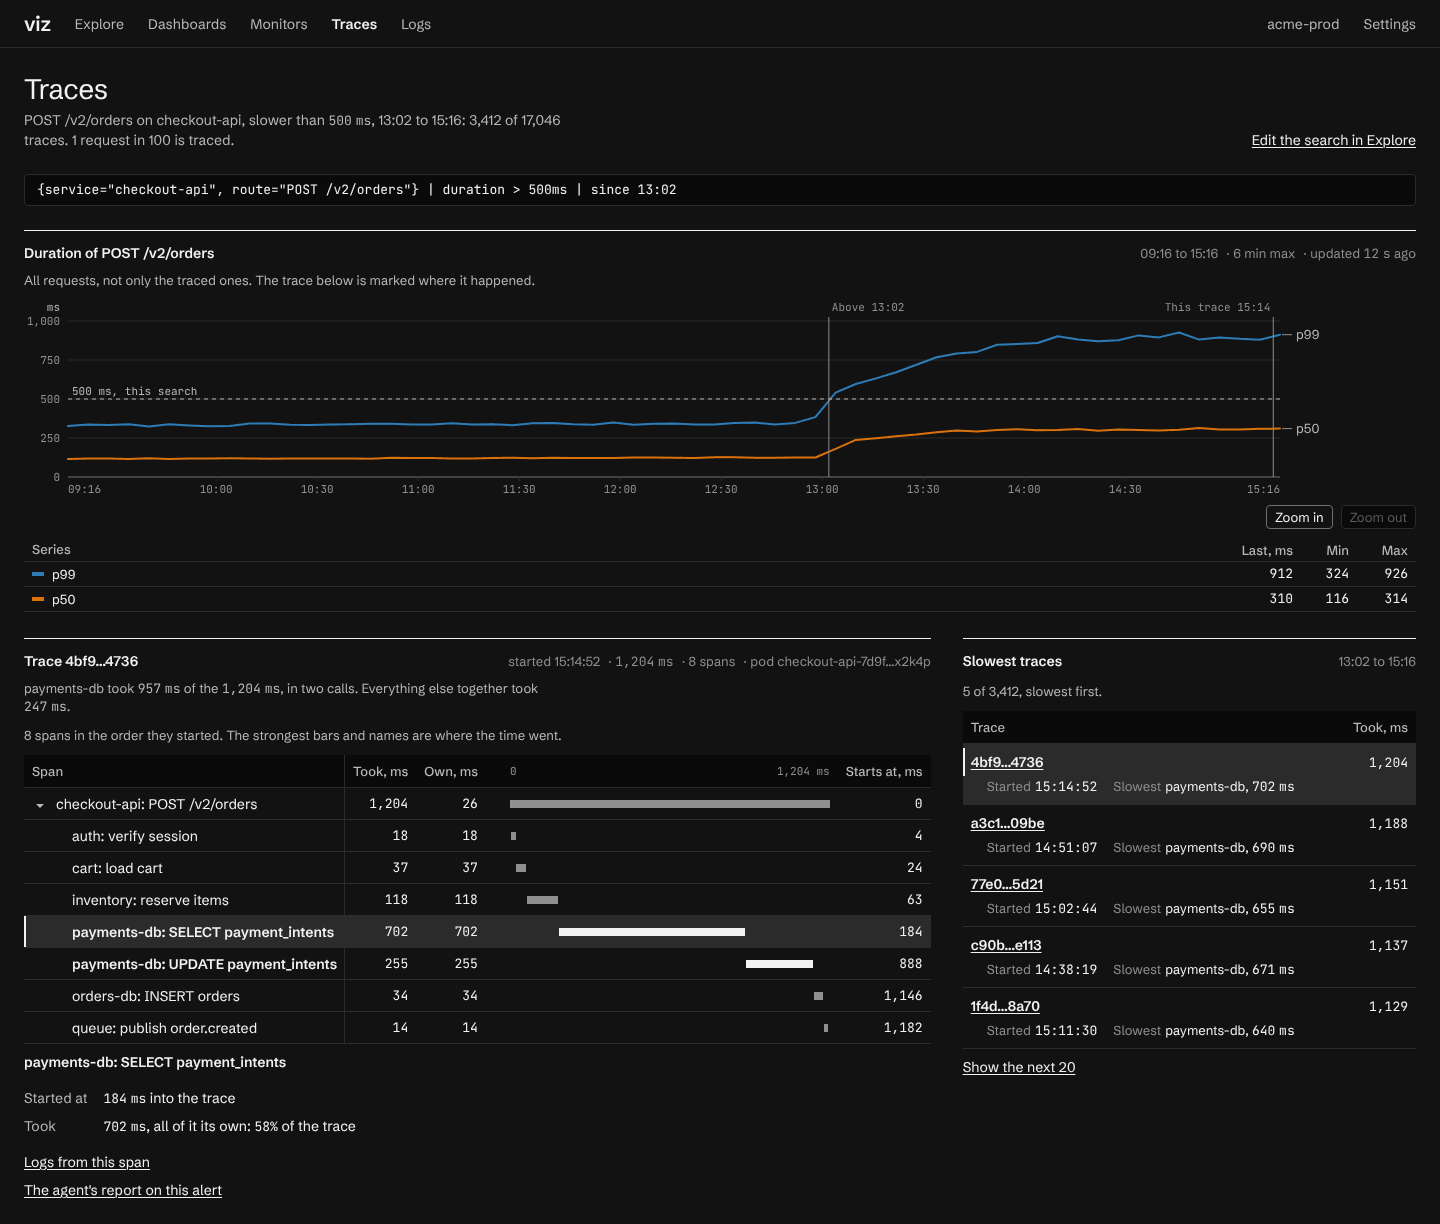 viz Explore Dashboards Monitors Traces Logs acme-prod Settings
Traces
POST /v2/orders on checkout-api, slower than 500 ms, 13:02 to 15:16: 3,412 of 17,046
traces. 1 request in 100 is traced.
Edit the search in Explore
{service="checkout-api", route="POST /v2/orders"} | duration > 500ms | since 13:02
Duration of POST /v2/orders
09:16 to 15:16 · 6 min max · updated 12 s ago
All requests, not only the traced ones. The trace below is marked where it happened.
ms
Above 13:02
This trace 15:14
1,000
p99
750
500 ms, this search
500
p50
250
0
09:16 10:00 10:30 11:00 11:30 12:00 12:30 13:00 13:30 14:00 14:30 15:16
Zoom in Zoom out
Series Last, ms Min Max
p99 912 324 926
p50 310 116 314
Trace 4bf9…4736
started 15:14:52 · 1,204 ms · 8 spans · pod checkout-api-7d9f…x2k4p
payments-db took 957 ms of the 1,204 ms, in two calls. Everything else together took
247 ms.
8 spans in the order they started. The strongest bars and names are where the time went.
Span Took, ms Own, ms 0 1,204 ms Starts at, ms
checkout-api: POST /v2/orders 1,204 26 0
auth: verify session 18 18 4
cart: load cart 37 37 24
inventory: reserve items 118 118 63
payments-db: SELECT payment_intents 702 702 184
payments-db: UPDATE payment_intents 255 255 888
orders-db: INSERT orders 34 34 1,146
queue: publish order.created 14 14 1,182
payments-db: SELECT payment_intents
Started at 184 ms into the trace
Took 702 ms, all of it its own: 58% of the trace
Logs from this span
The agent's report on this alert
Slowest traces 13:02 to 15:16
5 of 3,412, slowest first.
Trace Took, ms
4bf9…4736 1,204
Started 15:14:52 Slowest payments-db, 702 ms
a3c1…09be 1,188
Started 14:51:07 Slowest payments-db, 690 ms
77e0…5d21 1,151
Started 15:02:44 Slowest payments-db, 655 ms
c90b…e113 1,137
Started 14:38:19 Slowest payments-db, 671 ms
1f4d…8a70 1,129
Started 15:11:30 Slowest payments-db, 640 ms
Show the next 20